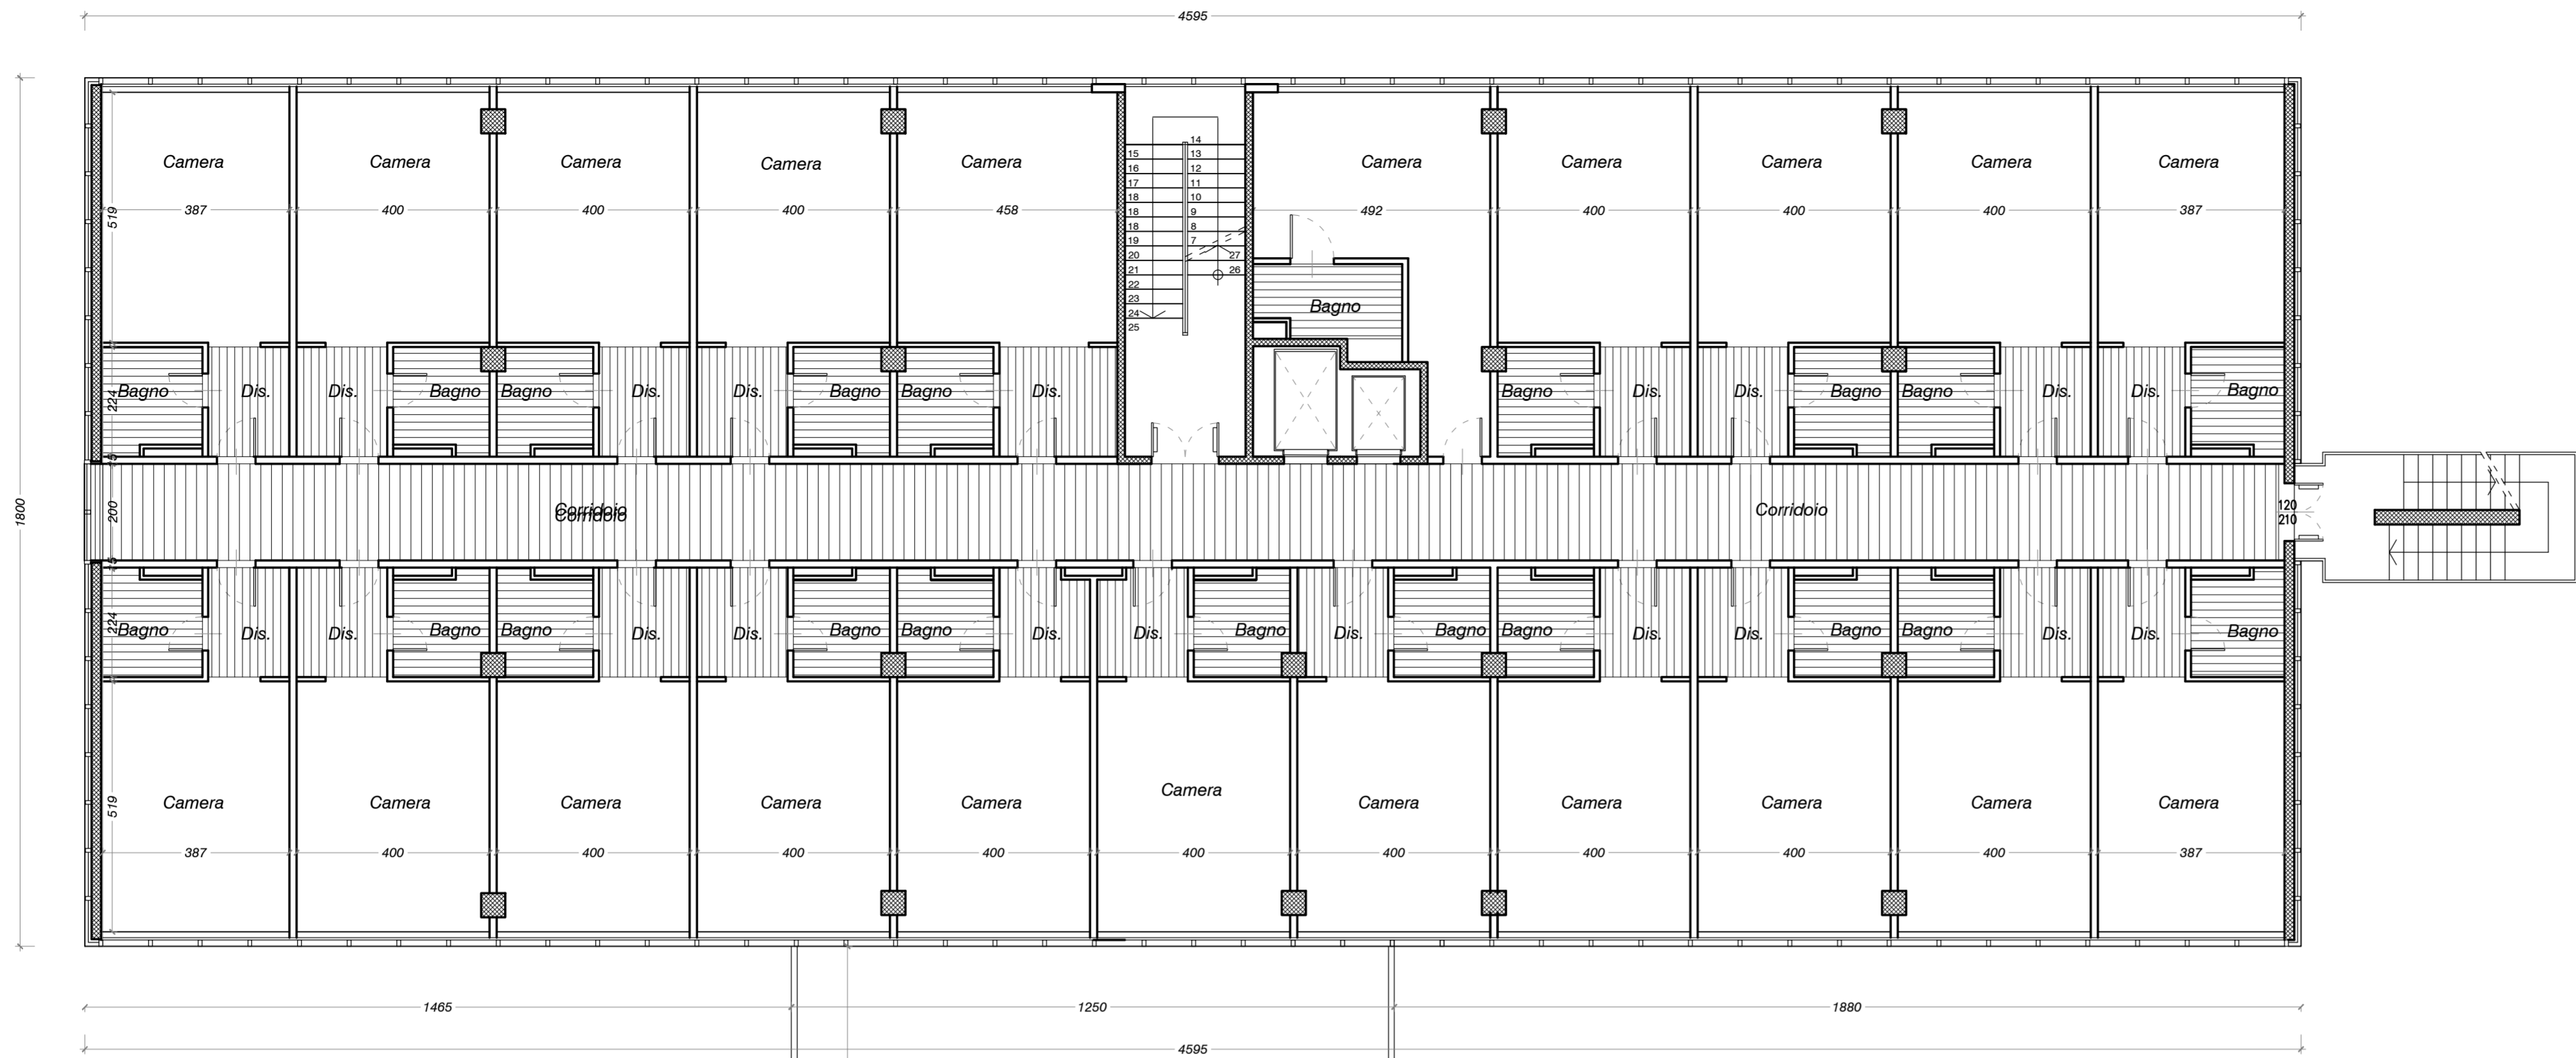 4595
Camera Camera Camera Camera Camera Camera Camera Camera Camera Camera
387 400 400 400 458 492 400 400 400 387
519
14
15 13
16 12
17 11
18 10
18 9
18 8
19 7
20 27
21 26
22
23
24
25
Bagno
Bagno Dis. Dis. Bagno Bagno Dis. Dis. Bagno Bagno Dis. Bagno Dis. Dis. Bagno Bagno Dis. Dis. Bagno
224
15
1800
200
Corridoio
Corridoio
Corridoio
120
210
15
224
Bagno Dis. Dis. Bagno Bagno Dis. Dis. Bagno Bagno Dis. Dis. Bagno Dis. Bagno Bagno Dis. Dis. Bagno Bagno Dis. Dis. Bagno
519
Camera Camera Camera Camera Camera Camera Camera Camera Camera Camera Camera
387 400 400 400 400 400 400 400 400 400 387
1465 1250 1880
4595